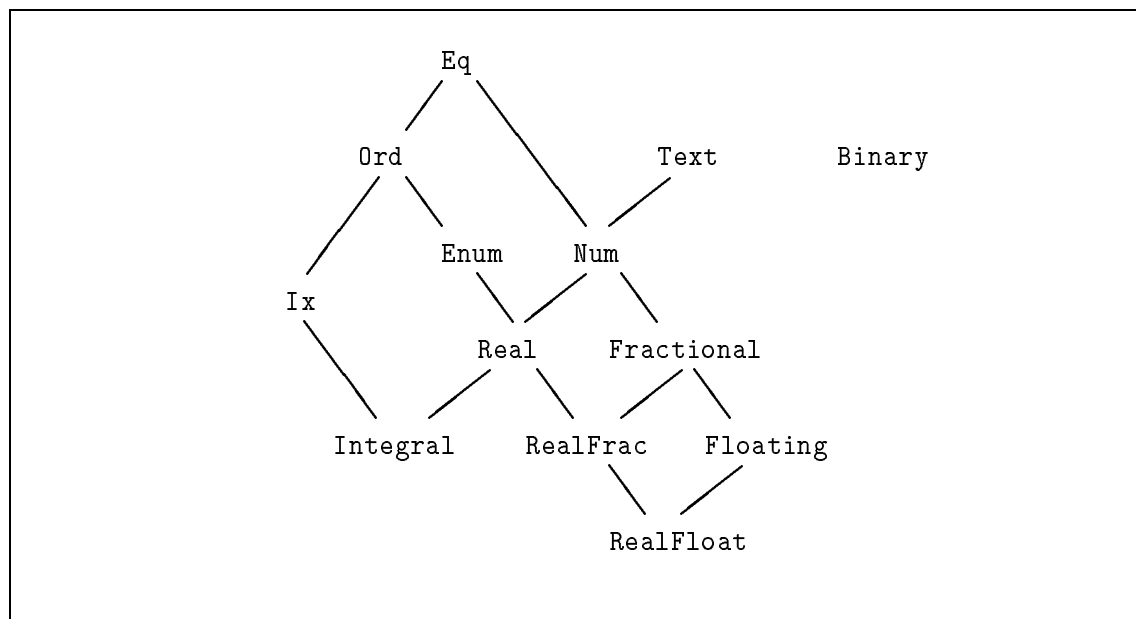 Eq
Ord Text Binary
Enum Num
Ix
Real Fractional
Integral RealFrac Floating
RealFloat